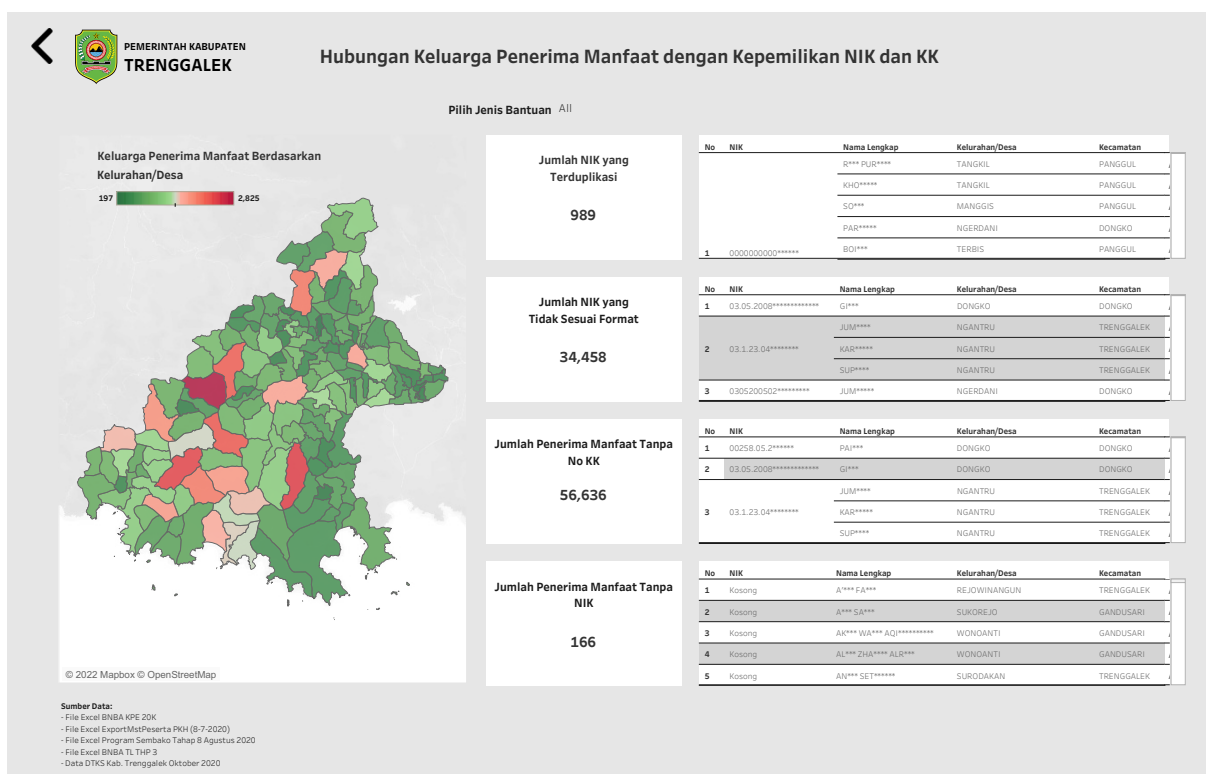 PEMERINTAH KABUPATEN
TRENGGALEK
Hubungan Keluarga Penerima Manfaat dengan Kepemilikan NIK dan KK
Pilih Jenis Bantuan All
Keluarga Penerima Manfaat Berdasarkan
Kelurahan/Desa
197 2,825
© 2022 Mapbox © OpenStreetMap
Jumlah NIK yang
Terduplikasi
989
No NIK Nama Lengkap Kelurahan/Desa Kecamatan
R*** PUR**** TANGKIL PANGGUL
KHO***** TANGKIL PANGGUL
SO*** MANGGIS PANGGUL
PAR***** NGERDANI DONGKO
1 0000000000****** BOI*** TERBIS PANGGUL
Jumlah NIK yang
Tidak Sesuai Format
34,458
No NIK Nama Lengkap Kelurahan/Desa Kecamatan
1 03.05.2008************* GI*** DONGKO DONGKO
JUM**** NGANTRU TRENGGALEK
2 03.1.23.04******** KAR***** NGANTRU TRENGGALEK
SUP**** NGANTRU TRENGGALEK
3 0305200502********* JUM***** NGERDANI DONGKO
Jumlah Penerima Manfaat Tanpa
No KK
56,636
No NIK Nama Lengkap Kelurahan/Desa Kecamatan
1 00258.05.2****** PAI*** DONGKO DONGKO
2 03.05.2008************* GI*** DONGKO DONGKO
JUM**** NGANTRU TRENGGALEK
3 03.1.23.04******** KAR***** NGANTRU TRENGGALEK
SUP**** NGANTRU TRENGGALEK
Jumlah Penerima Manfaat Tanpa
NIK
166
No NIK Nama Lengkap Kelurahan/Desa Kecamatan
1 Kosong A'*** FA*** REJOWINANGUN TRENGGALEK
2 Kosong A*** SA*** SUKOREJO GANDUSARI
3 Kosong AK*** WA*** AQI********** WONOANTI GANDUSARI
4 Kosong AL*** ZHA**** ALR*** WONOANTI GANDUSARI
5 Kosong AN*** SET****** SURODAKAN TRENGGALEK
Sumber Data:
- File Excel BNBA KPE 20K
- File Excel ExportMstPeserta PKH (8-7-2020)
- File Excel Program Sembako Tahap 8 Agustus 2020
- File Excel BNBA TL THP 3
- Data DTKS Kab. Trenggalek Oktober 2020